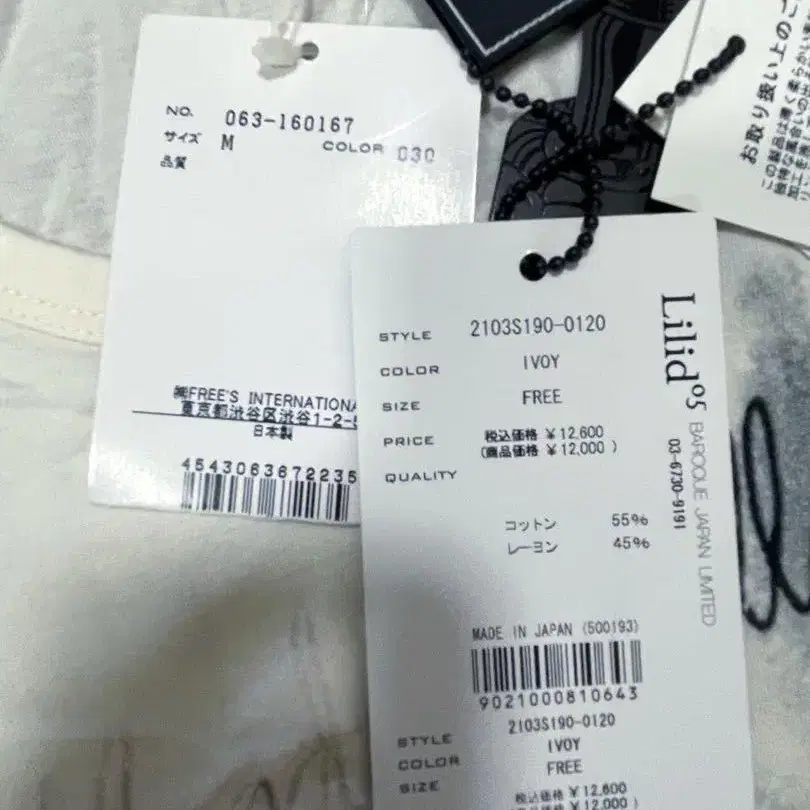 NO. 063-160167
サイズ M COLOR 030
品質
㈱FREE'S INTERNATIONA
東京都渋谷区渋谷1-2-
日本製
4543063672235
STYLE 2103S190-0120
COLOR IVOY
SIZE FREE
PRICE 税込価格 ¥12,600
(商品価格 ¥12,000 )
QUALITY
コットン 55%
レーヨン 45%
MADE IN JAPAN (500193)
9021000810643
2103S190-0120
STYLE IVOY
COLOR FREE
SIZE
税込価格 ¥12,600
¥12,000
Lilidos
BAROQUE JAPAN LIMITED
03-6730-9191
お取り扱い上の